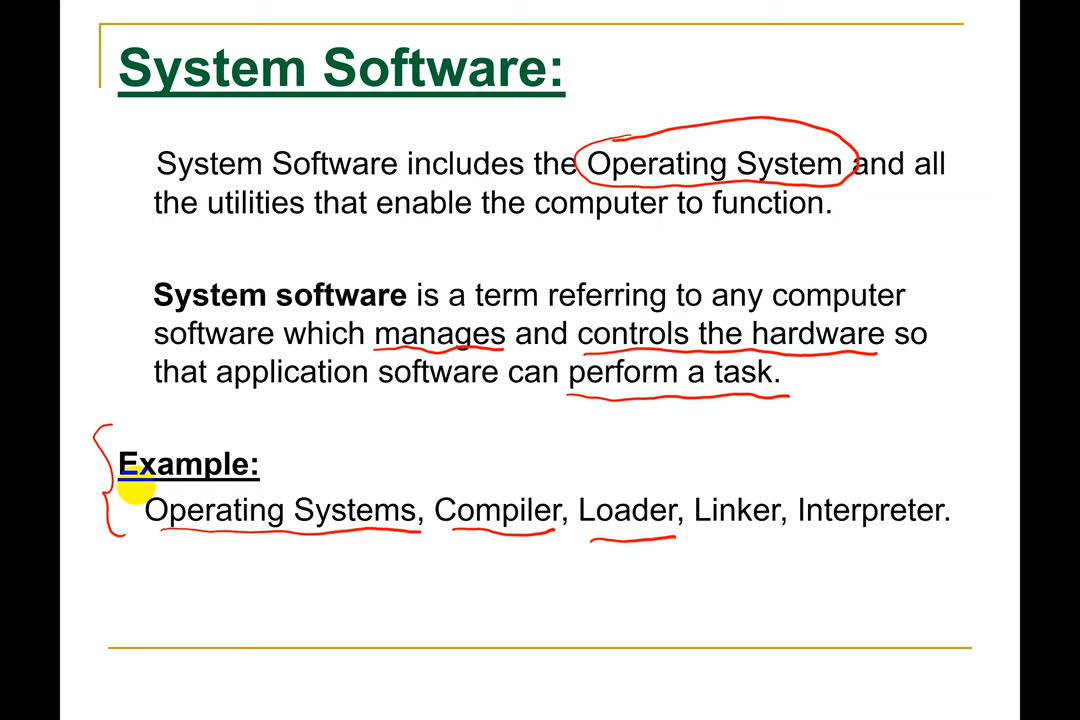 System Software:
System Software includes the Operating System and all
the utilities that enable the computer to function.
System software is a term referring to any computer
software which manages and controls the hardware so
that application software can perform a task.
Example:
Operating Systems, Compiler, Loader, Linker, Interpreter.